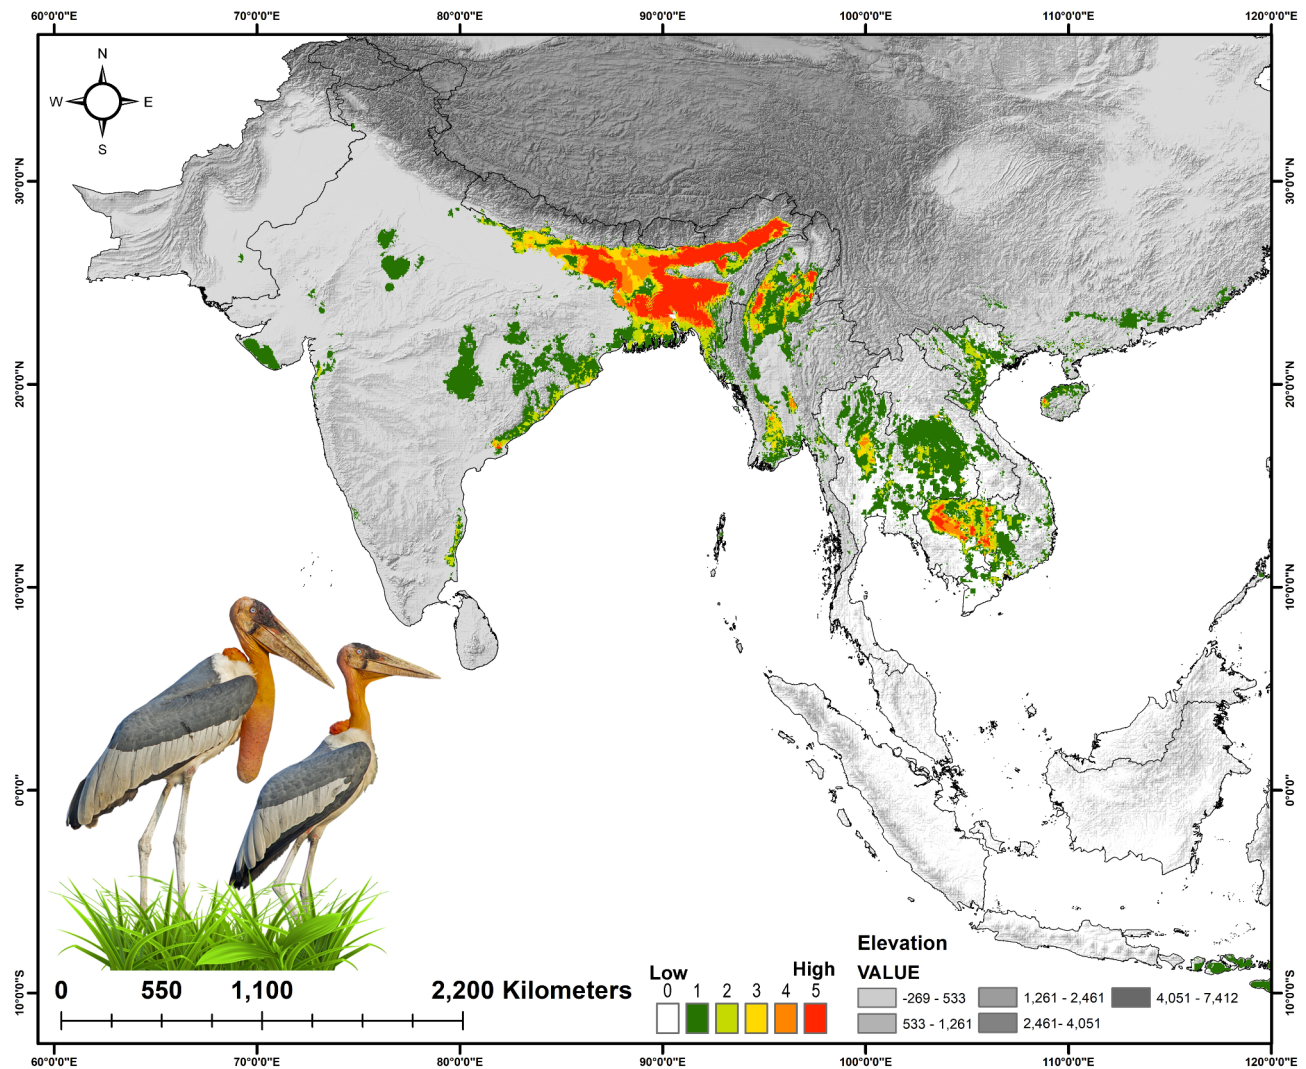 60°0'0"E 70°0'0"E 80°0'0"E 90°0'0"E 100°0'0"E 110°0'0"E 120°0'0"E
N
W E
S
30°0'0"N 30°0'0"N
20°0'0"N 20°0'0"N
10°0'0"N 10°0'0"N
0°0'0" 0°0'0"
10°0'0"S 10°0'0"S
0 550 1,100 2,200 Kilometers
Low High
0 1 2 3 4 5
Elevation
VALUE
-269 - 533 1,261 - 2,461 4,051 - 7,412
533 - 1,261 2,461- 4,051
60°0'0"E 70°0'0"E 80°0'0"E 90°0'0"E 100°0'0"E 110°0'0"E 120°0'0"E